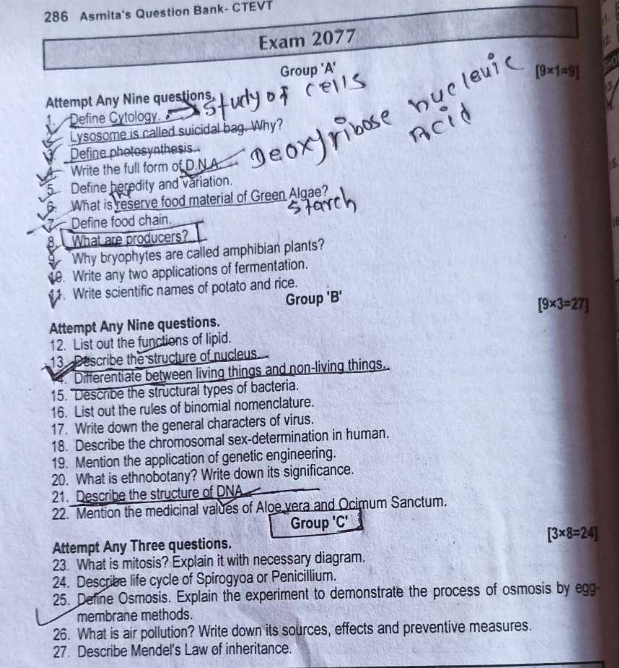 286 Asmita's Question Bank- CTEVT
Exam 2077
Group 'A'
Attempt Any Nine questions. [9×1=9]
1. Define Cytology. → Study of cells
2. Lysosome is called suicidal bag. Why?
3. Define photosynthesis.
4. Write the full form of D.N.A. Deoxyribose nucleuic Acid
5. Define heredity and variation.
6. What is the reserve food material of Green Algae? Starch
7. Define food chain.
8. What are producers?
9. Why bryophytes are called amphibian plants?
10. Write any two applications of fermentation.
11. Write scientific names of potato and rice.
Group 'B'
[9×3=27]
Attempt Any Nine questions.
12. List out the functions of lipid.
13. Describe the structure of nucleus.
14. Differentiate between living things and non-living things.
15. Describe the structural types of bacteria.
16. List out the rules of binomial nomenclature.
17. Write down the general characters of virus.
18. Describe the chromosomal sex-determination in human.
19. Mention the application of genetic engineering.
20. What is ethnobotany? Write down its significance.
21. Describe the structure of DNA
22. Mention the medicinal values of Aloe vera and Ocimum Sanctum.
Group 'C'
[3×8=24]
Attempt Any Three questions.
23. What is mitosis? Explain it with necessary diagram.
24. Describe life cycle of Spirogyoa or Penicillium.
25. Define Osmosis. Explain the experiment to demonstrate the process of osmosis by egg-
membrane methods.
26. What is air pollution? Write down its sources, effects and preventive measures.
27. Describe Mendel's Law of inheritance.